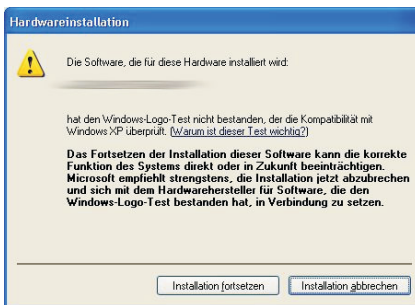 Hardwareinstallation
Die Software, die für diese Hardware installiert wird:
hat den Windows-Logo-Test nicht bestanden, der die Kompatibilität mit
Windows XP überprüft. (Warum ist dieser Test wichtig?)
Das Fortsetzen der Installation dieser Software kann die korrekte
Funktion des Systems direkt oder in Zukunft beeinträchtigen.
Microsoft empfiehlt strengstens, die Installation jetzt abzubrechen
und sich mit dem Hardwarehersteller für Software, die den
Windows-Logo-Test bestanden hat, in Verbindung zu setzen.
Installation fortsetzen
Installation abbrechen